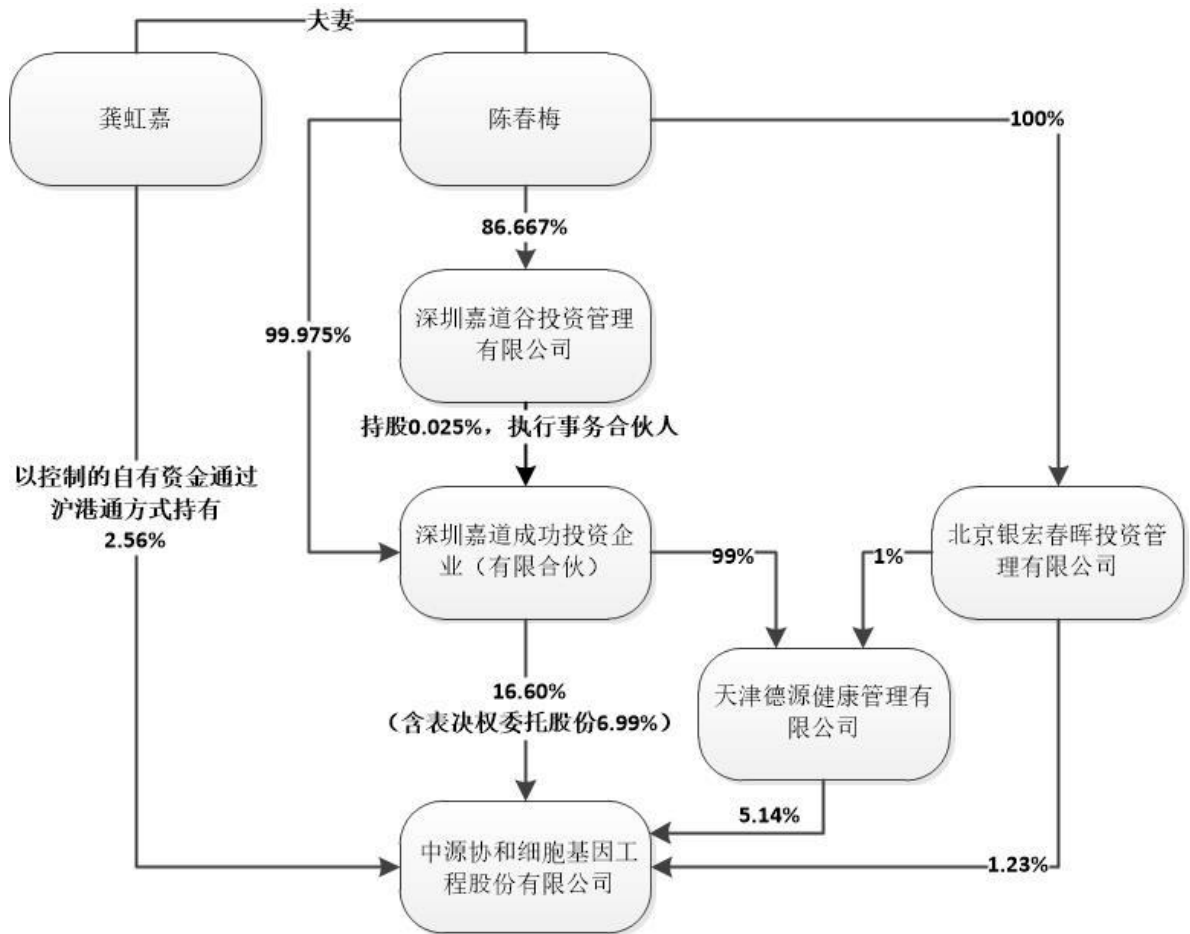 夫妻
龚虹嘉
陈春梅
100%
86.667%
深圳嘉道谷投资管理
有限公司
99.975%
持股0.025%，执行事务合伙人
以控制的自有资金通过
沪港通方式持有
2.56%
深圳嘉道成功投资企
业（有限合伙）
99%
1%
北京银宏春晖投资管
理有限公司
16.60%
（含表决权委托股份6.99%）
天津德源健康管理有
限公司
5.14%
中源协和细胞基因工
程股份有限公司
1.23%